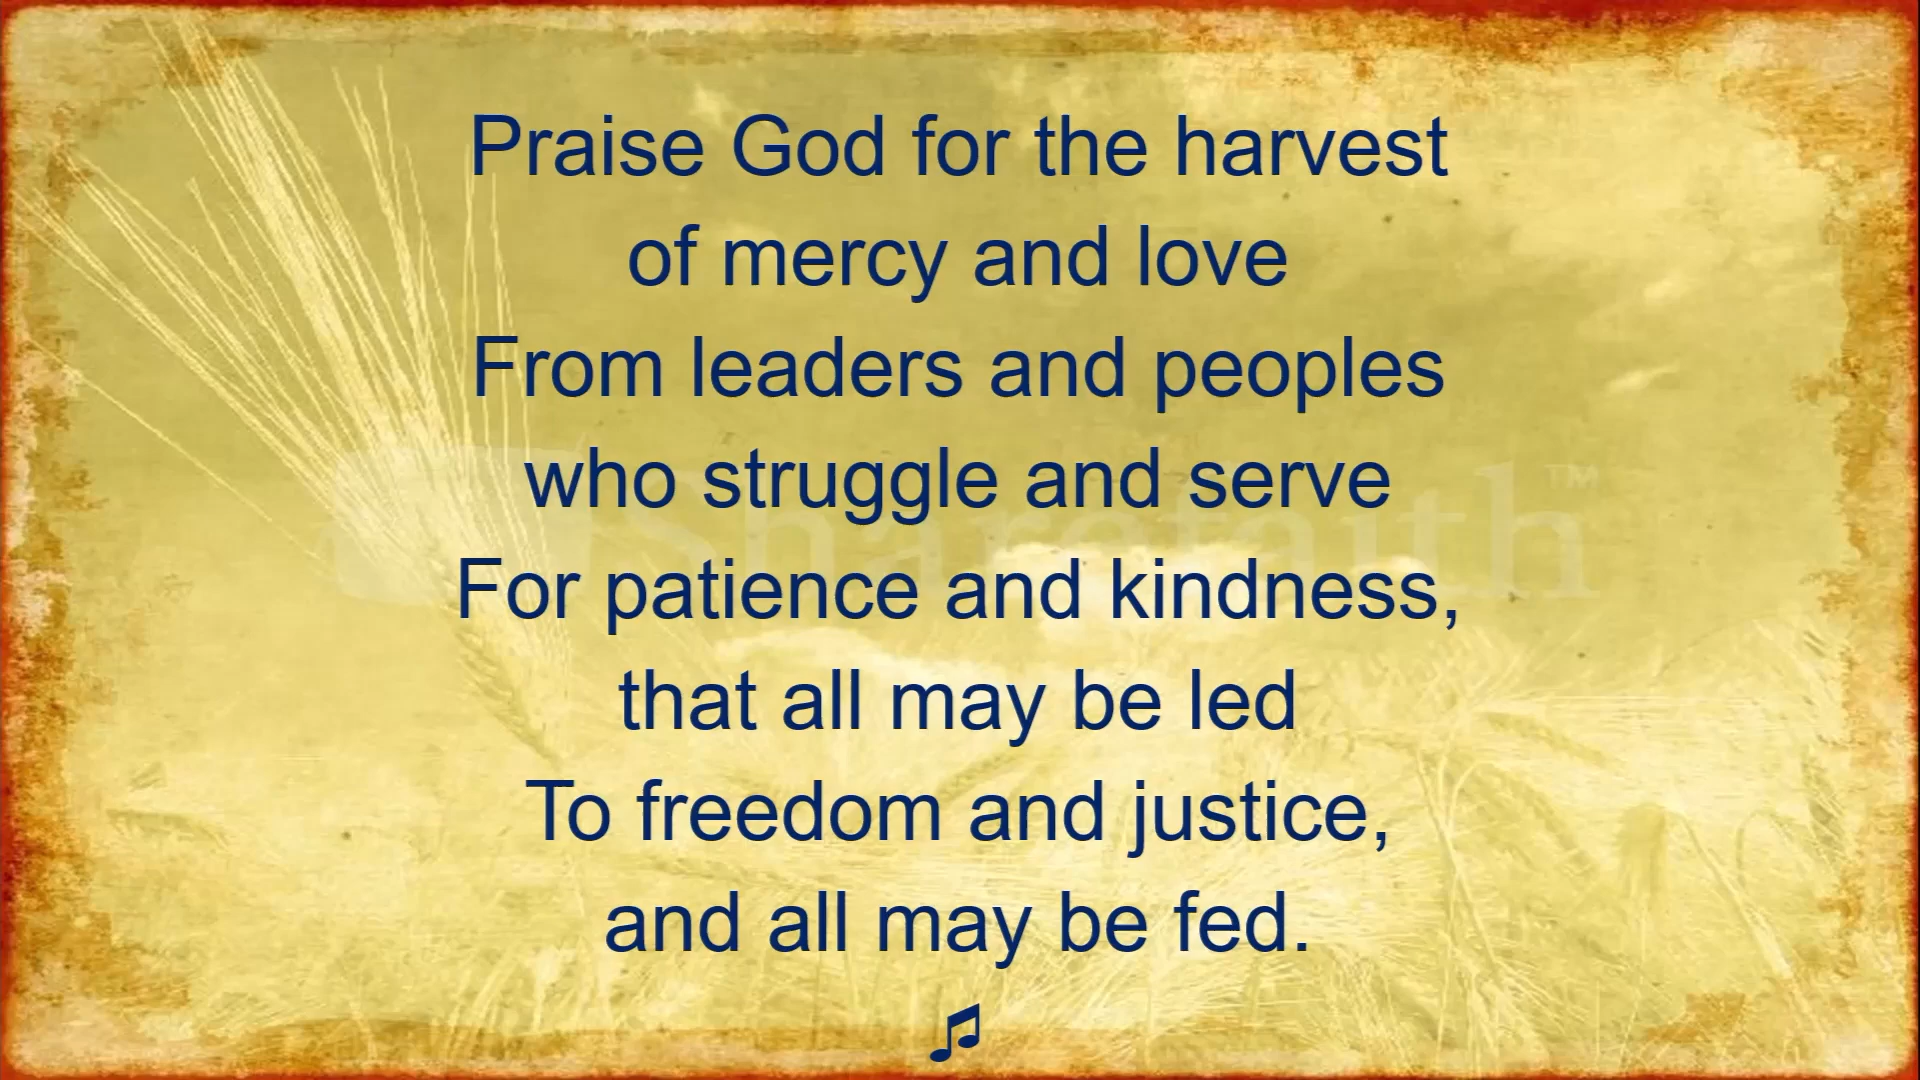 Praise God for the harvest
of mercy and love
From leaders and peoples
who struggle and serve
Sharefaith™
For patience and kindness,
that all may be led
To freedom and justice,
and all may be fed.
♫